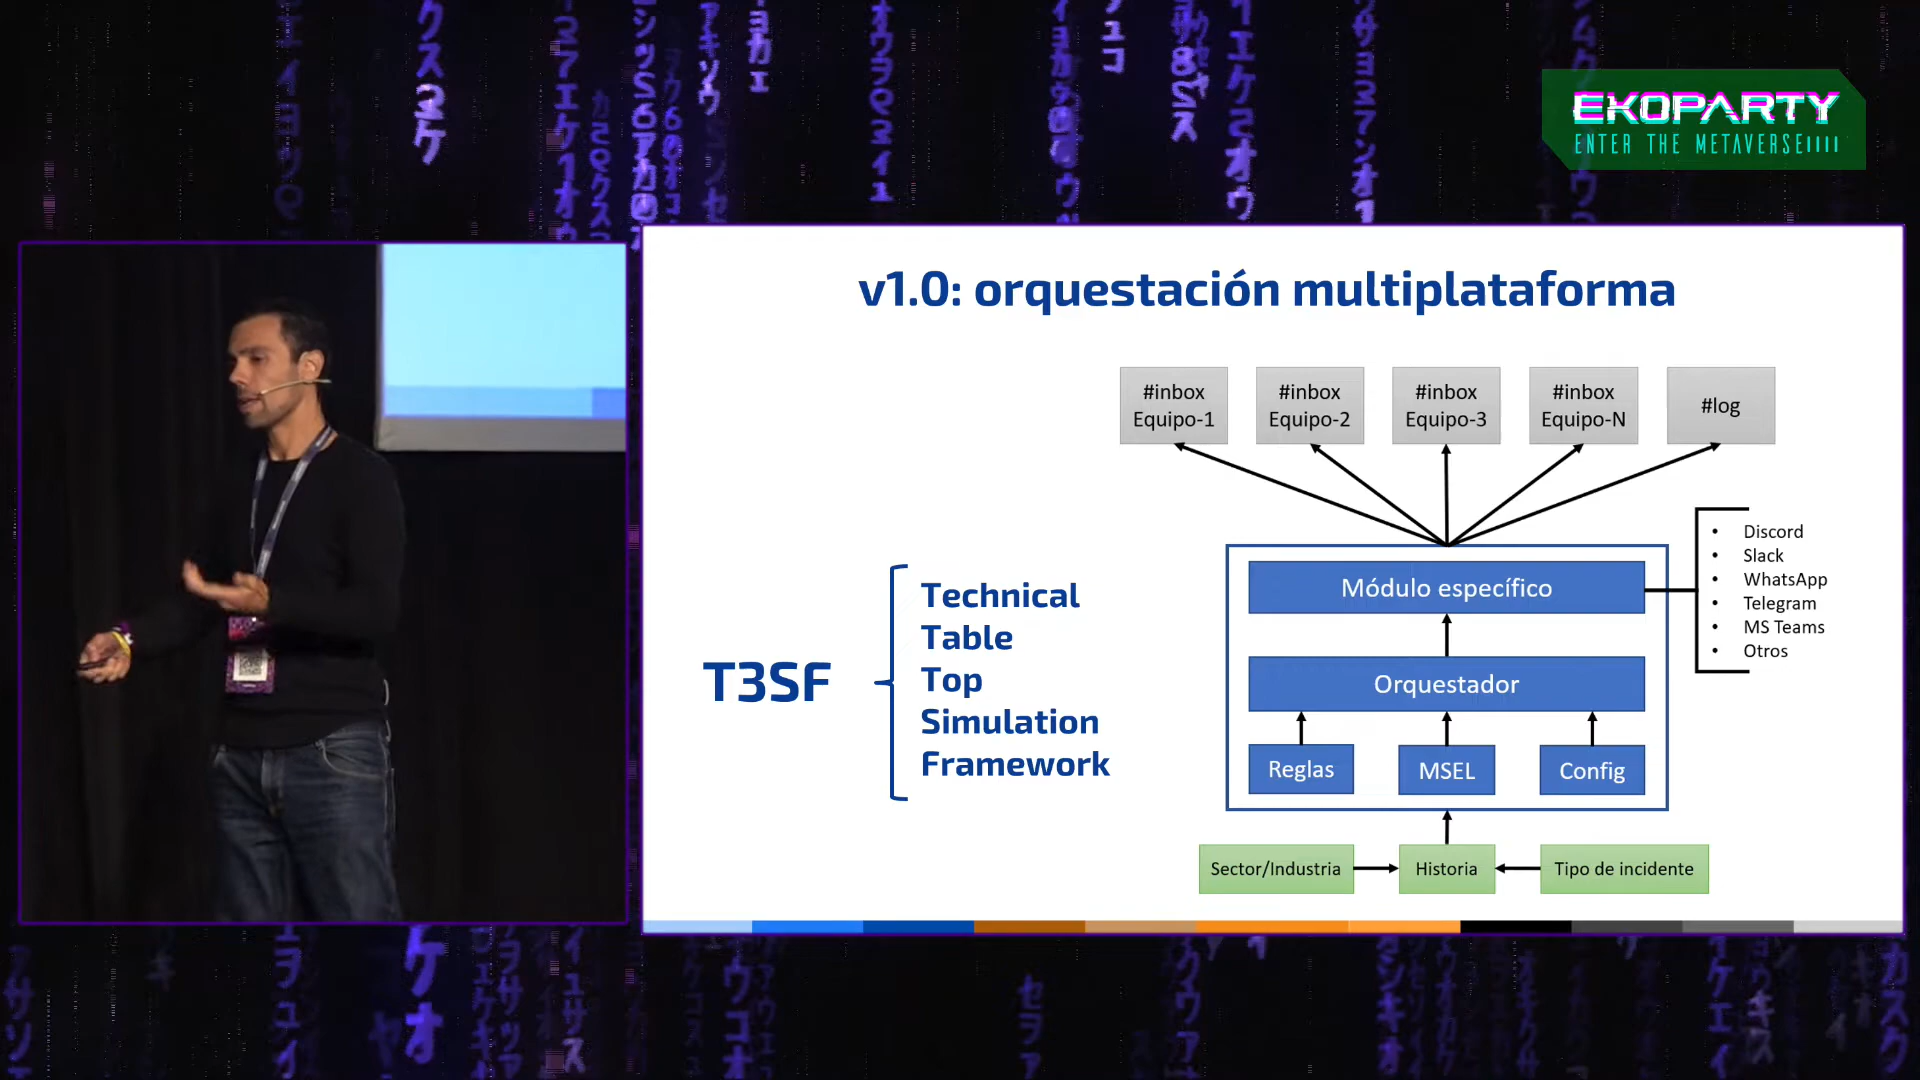 EKOPARTY
ENTER THE METAVERSE
v1.0: orquestación multiplataforma
#inbox
Equipo-1
#inbox
Equipo-2
#inbox
Equipo-3
#inbox
Equipo-N
#log
Módulo específico
• Discord
• Slack
• WhatsApp
• Telegram
• MS Teams
• Otros
Orquestador
Reglas
MSEL
Config
Sector/Industria
Historia
Tipo de incidente
T3SF
Technical
Table
Top
Simulation
Framework